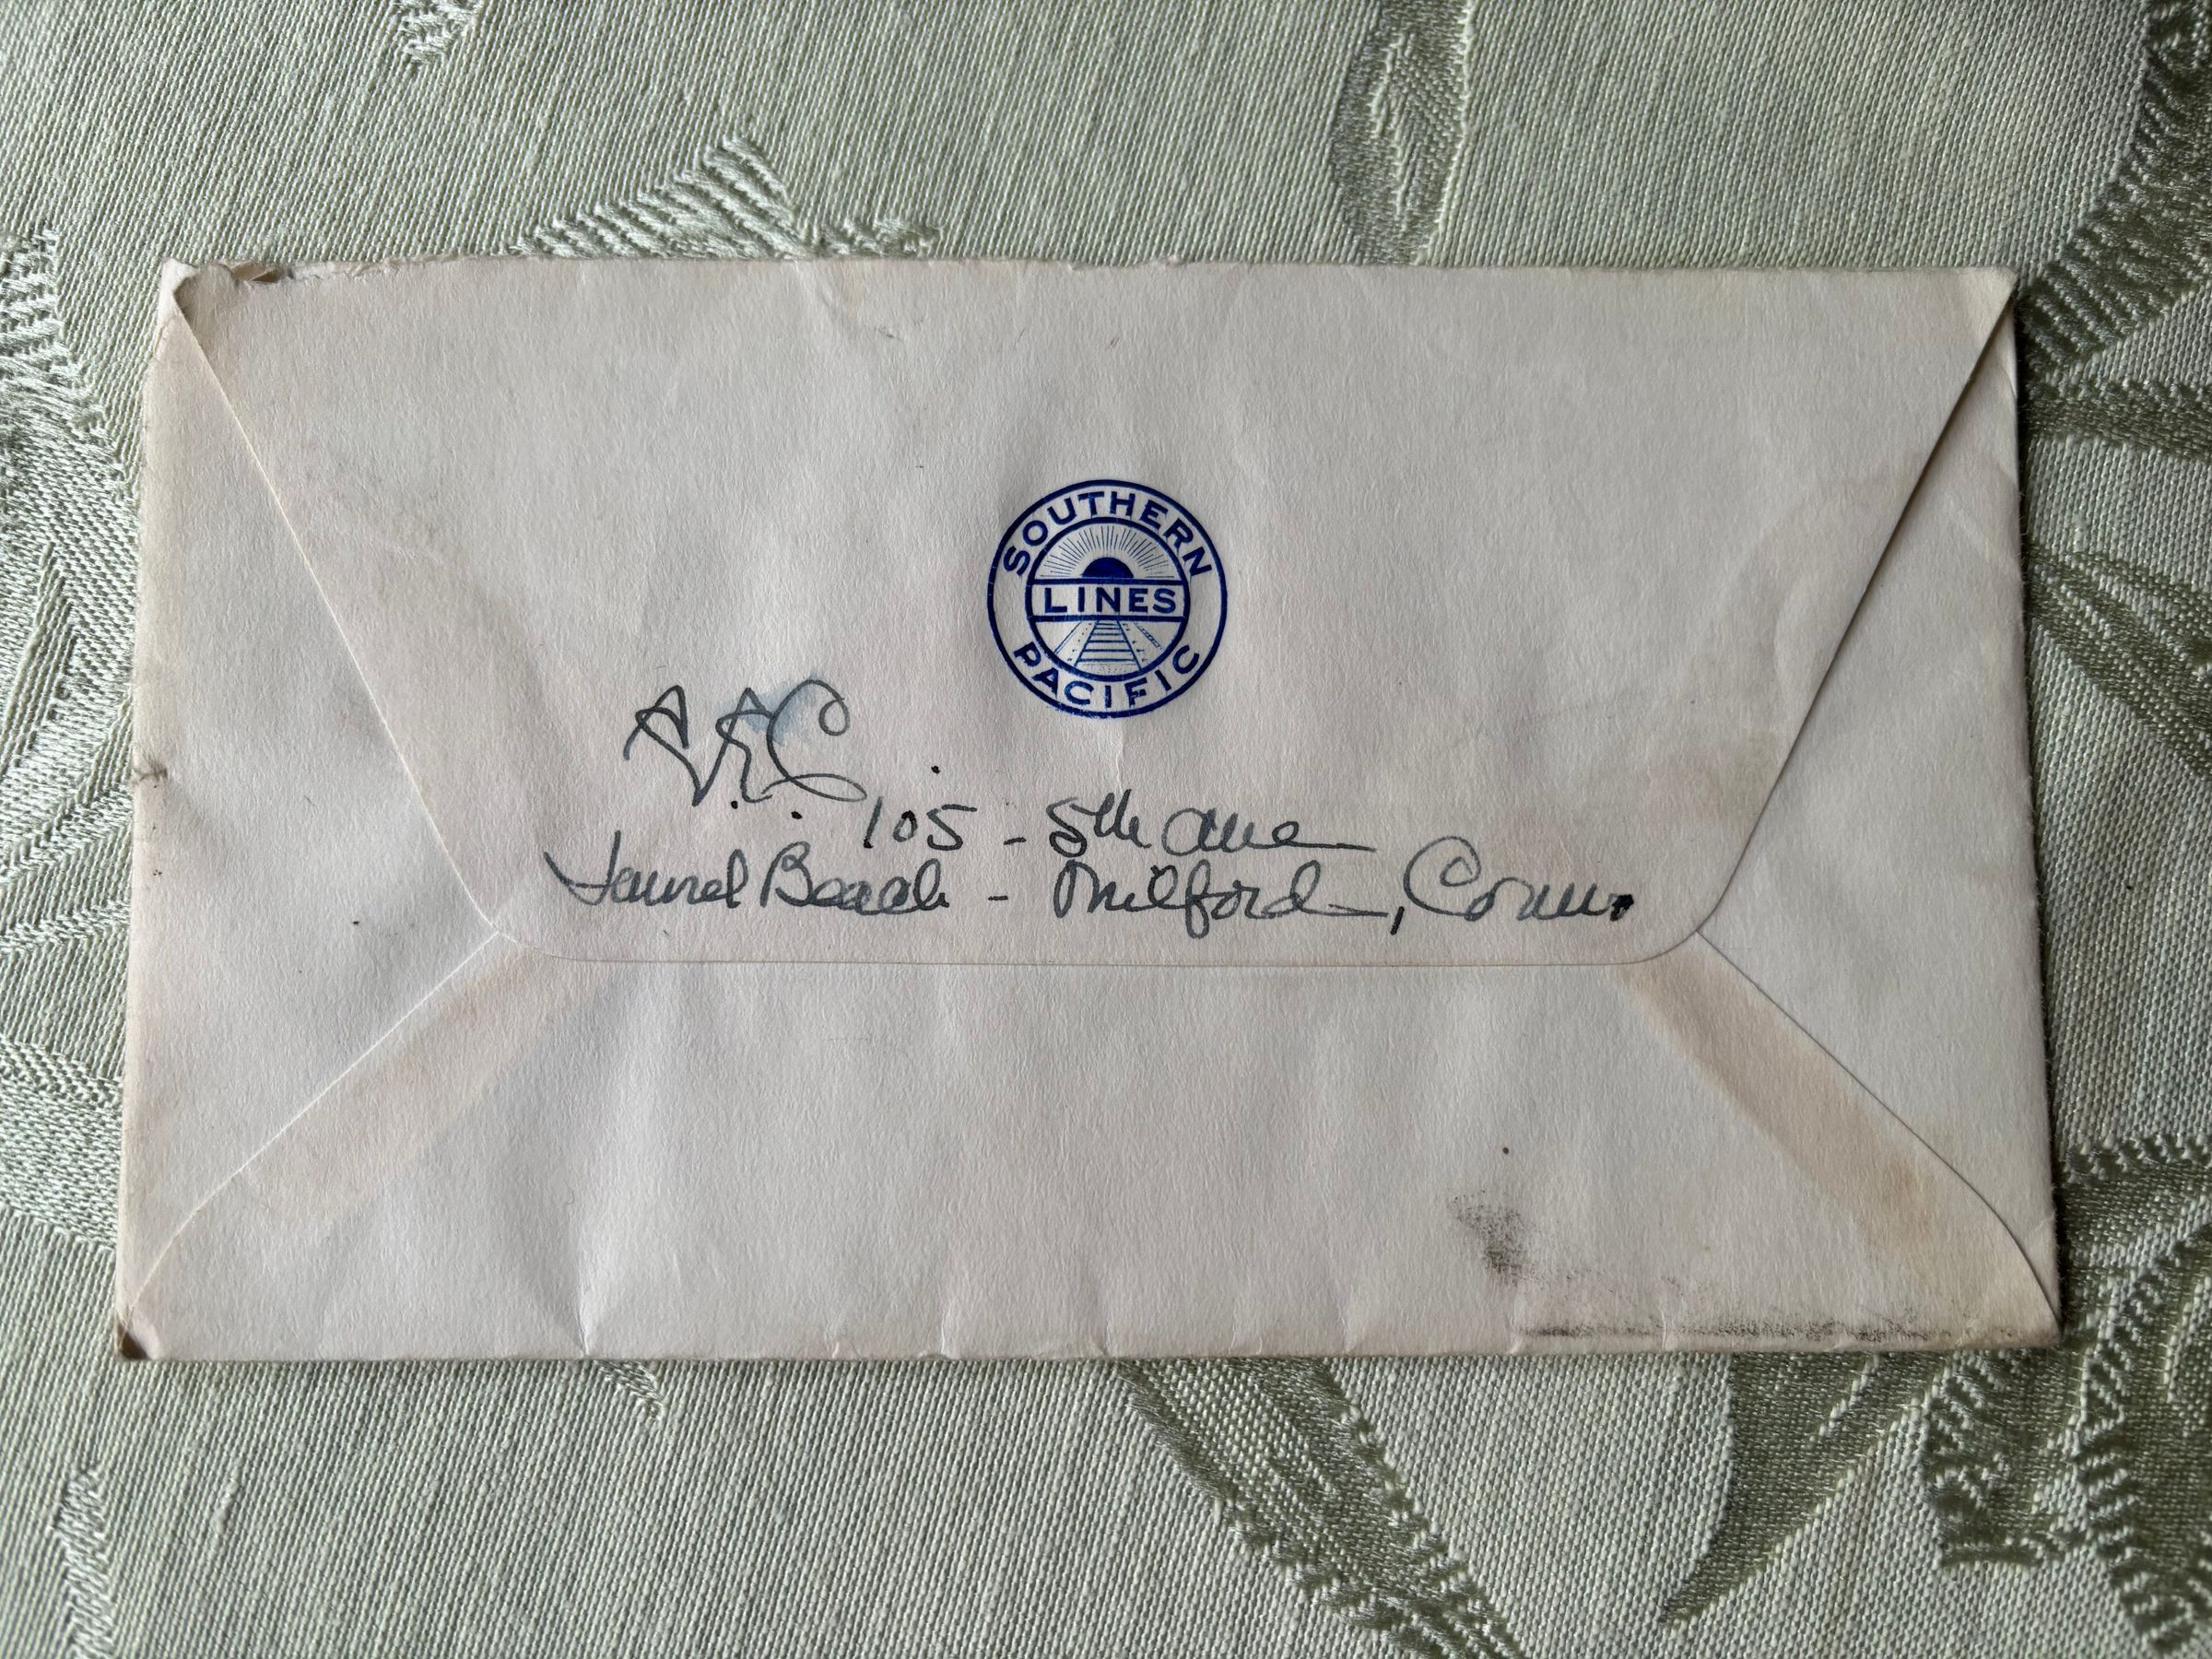 SOUTHERN
LINES
PACIFIC
105 - 5th Ave
Laurel Beach - Milford, Conn.